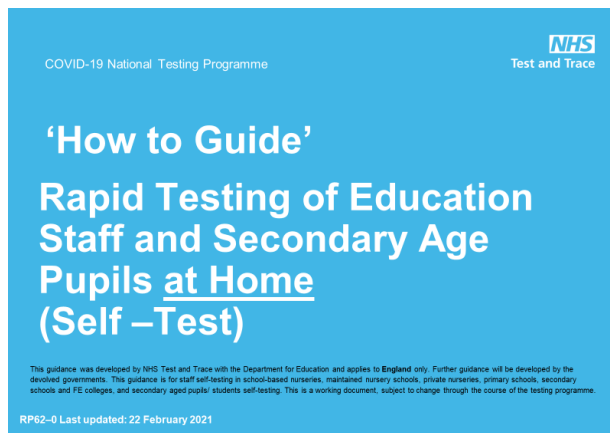 COVID-19 National Testing Programme
NHS
Test and Trace
‘How to Guide’
Rapid Testing of Education
Staff and Secondary Age
Pupils at Home
(Self –Test)
This guidance was developed by NHS Test and Trace with the Department for Education and applies to England only. Further guidance will be developed by the
devolved governments. This guidance is for staff self-testing in school-based nurseries, maintained nursery schools, private nurseries, primary schools, secondary
schools and FE colleges, and secondary aged pupils/ students self-testing. This is a working document, subject to change through the course of the testing programme.
RP62–0 Last updated: 22 February 2021